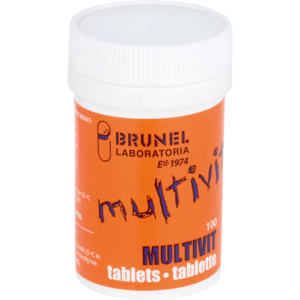 BRUNEL
LABORATORIA
Est 1974
multivit
100
MULTIVIT
tablets • tablette